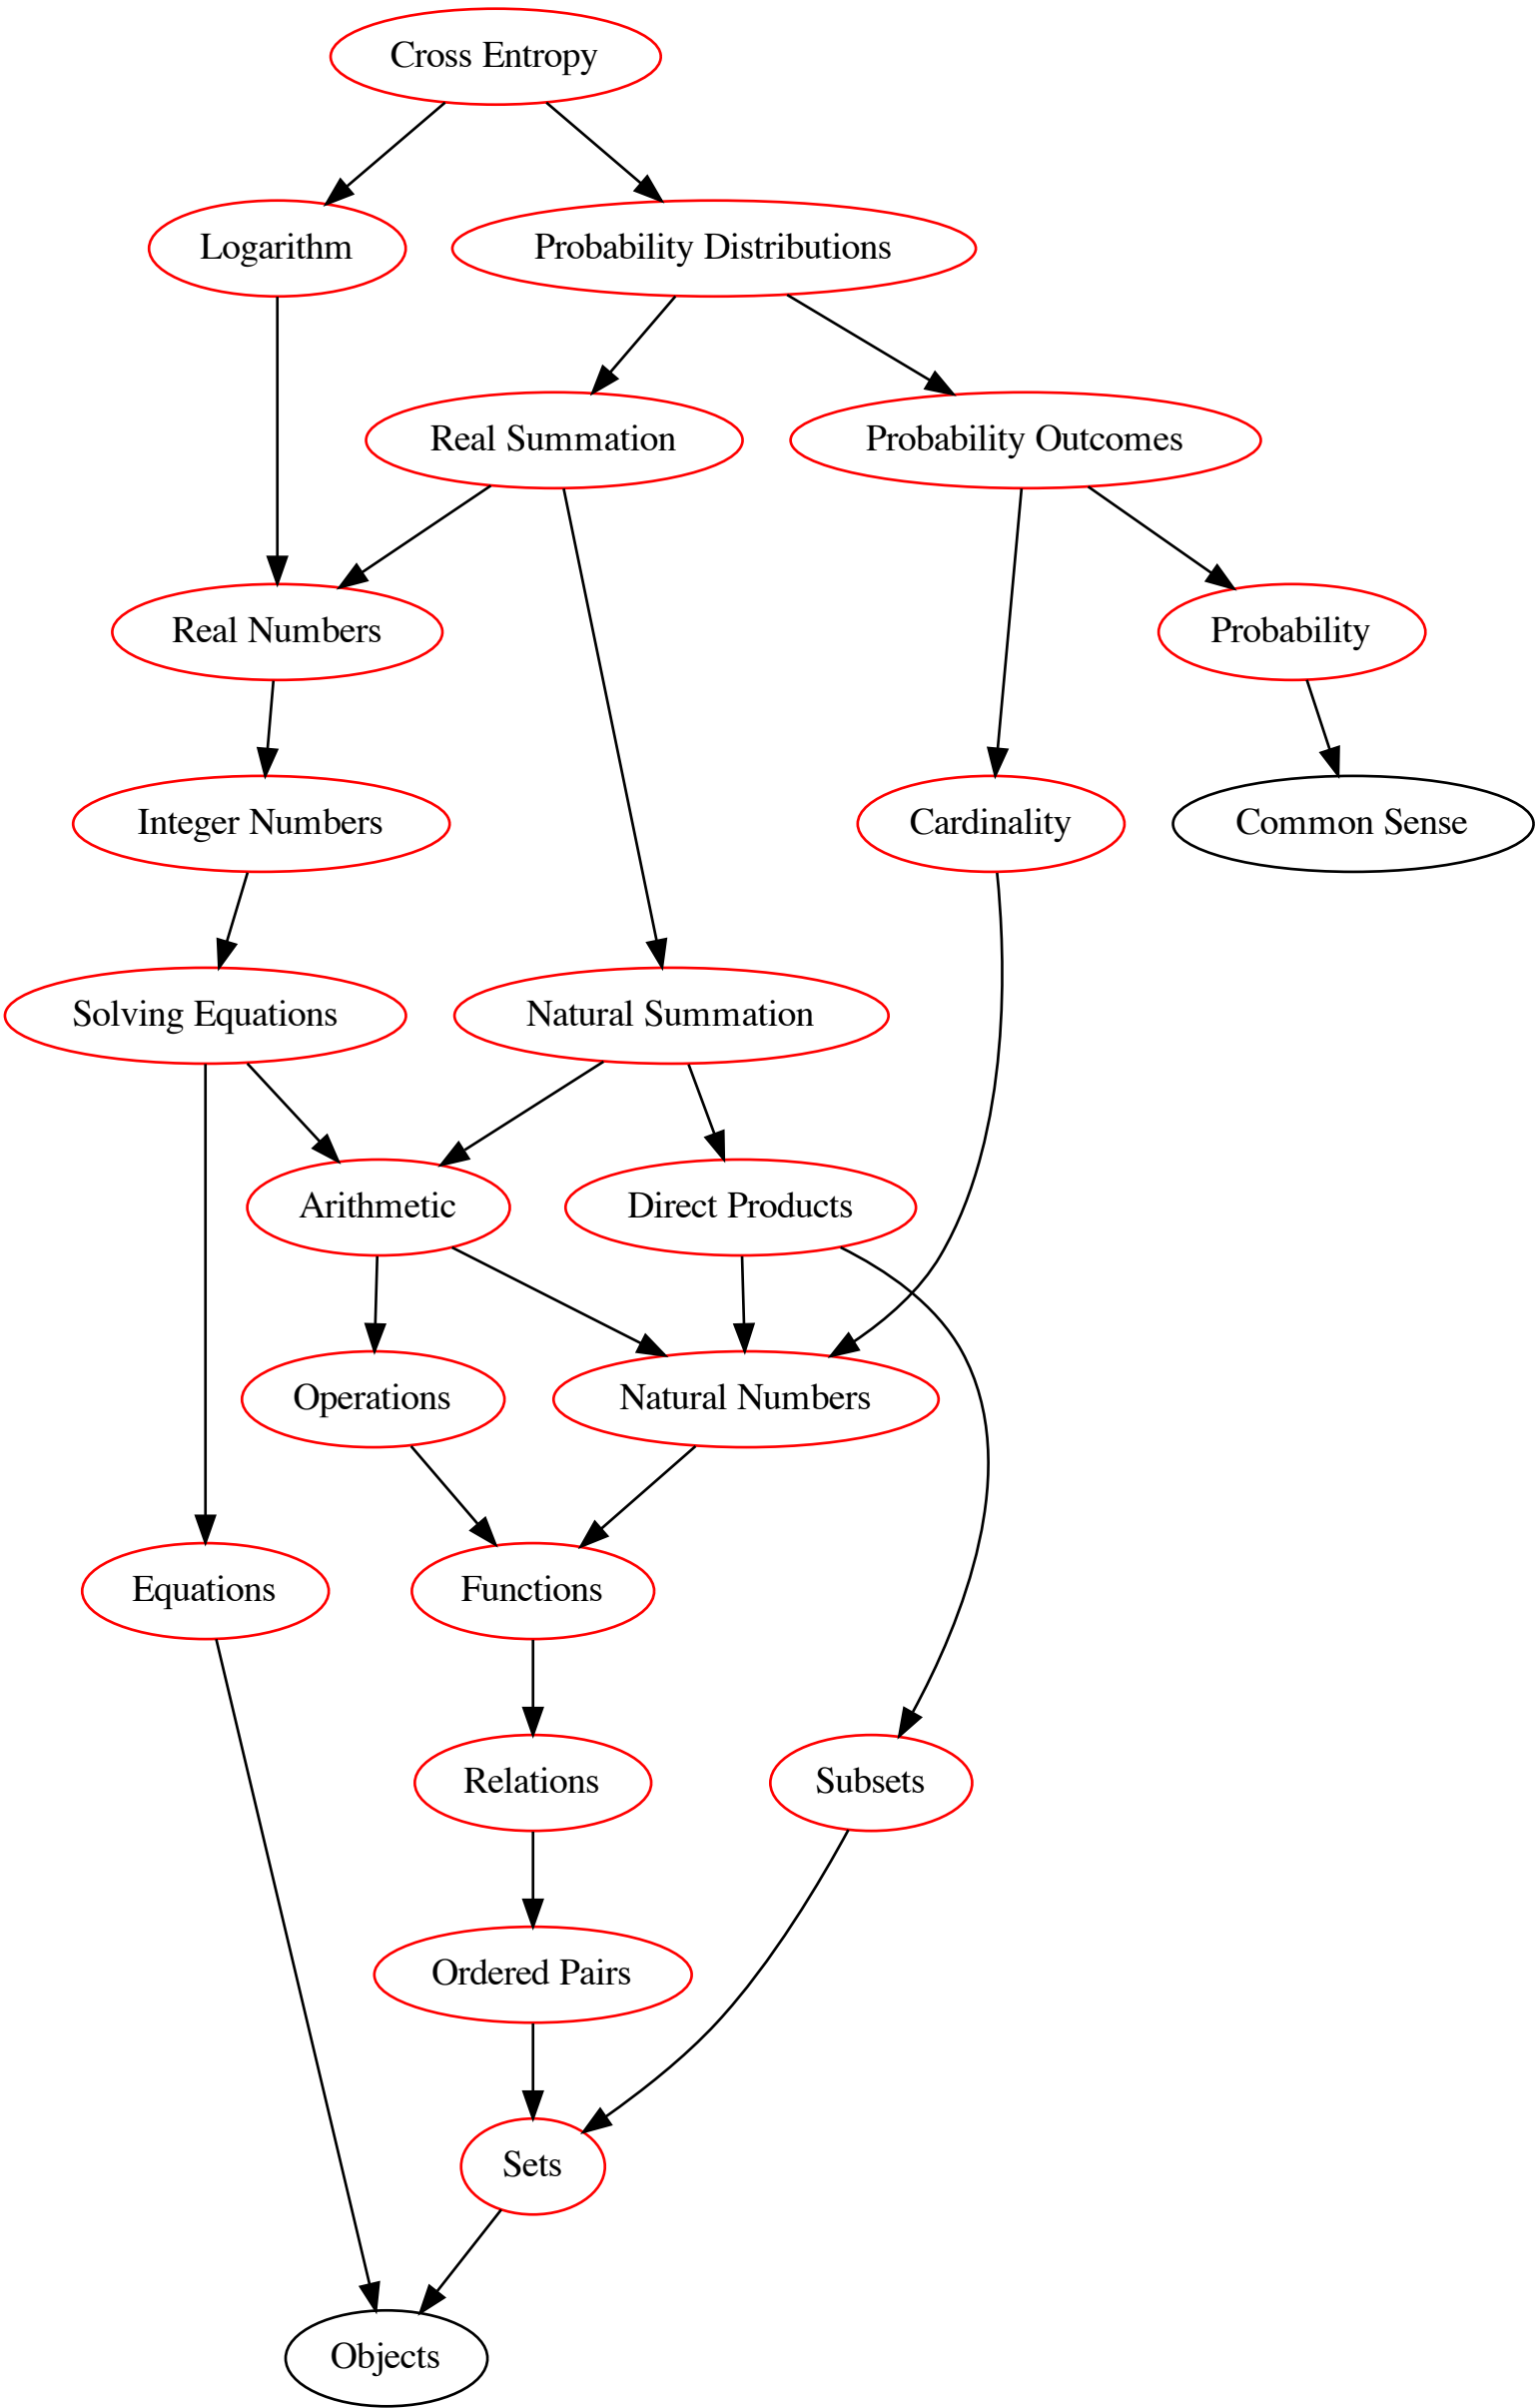 Cross Entropy
Logarithm
Probability Distributions
Real Summation
Probability Outcomes
Real Numbers
Probability
Integer Numbers
Cardinality
Common Sense
Solving Equations
Natural Summation
Arithmetic
Direct Products
Operations
Natural Numbers
Equations
Functions
Relations
Subsets
Ordered Pairs
Sets
Objects